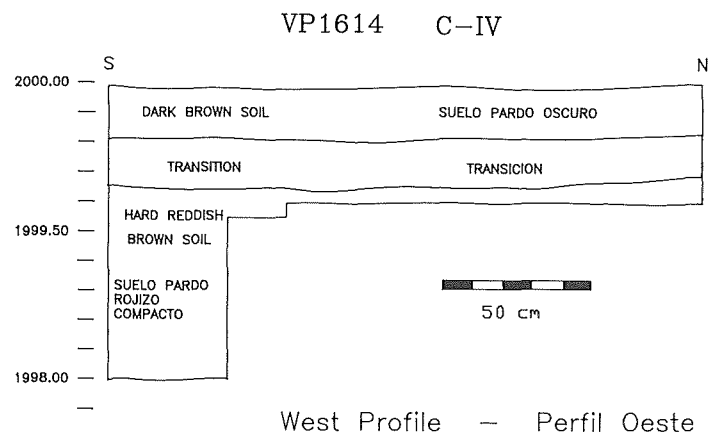 VP1614 C-IV
S N
2000.00
DARK BROWN SOIL SUELO PARDO OSCURO
TRANSITION TRANSICION
HARD REDDISH
1999.50
BROWN SOIL
SUELO PARDO
ROJIZO
COMPACTO
50 cm
1998.00
West Profile - Perfil Oeste